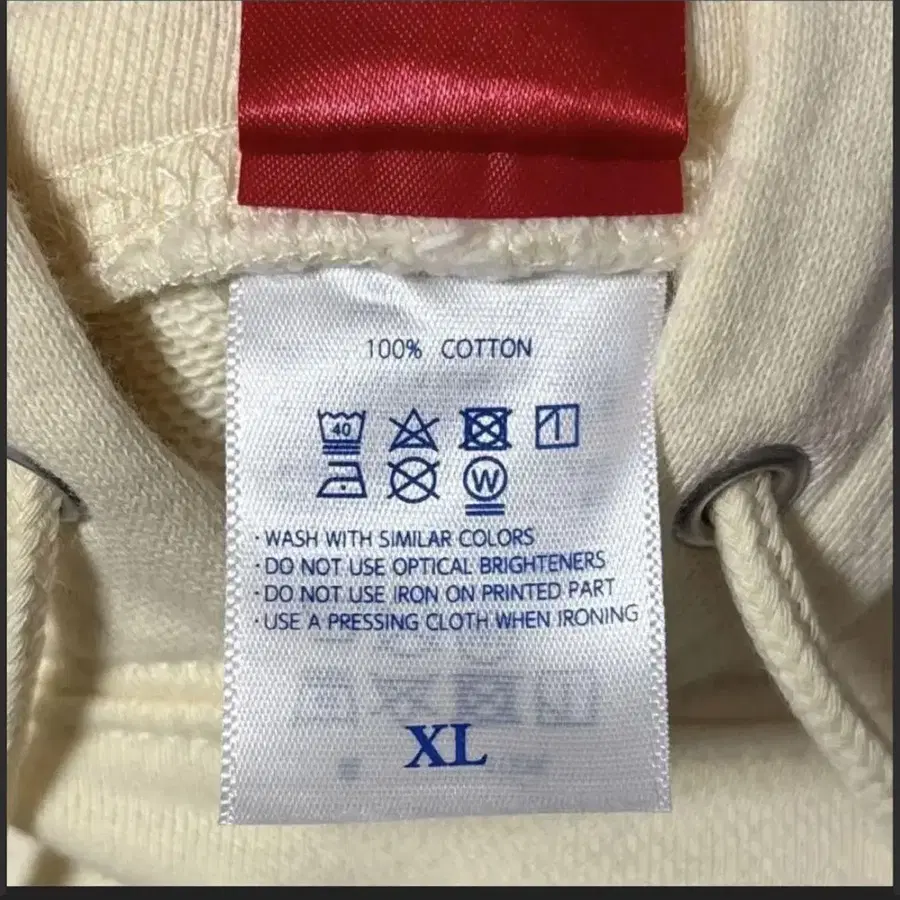 100% COTTON
40
W
· WASH WITH SIMILAR COLORS
· DO NOT USE OPTICAL BRIGHTENERS
· DO NOT USE IRON ON PRINTED PART
· USE A PRESSING CLOTH WHEN IRONING
XL